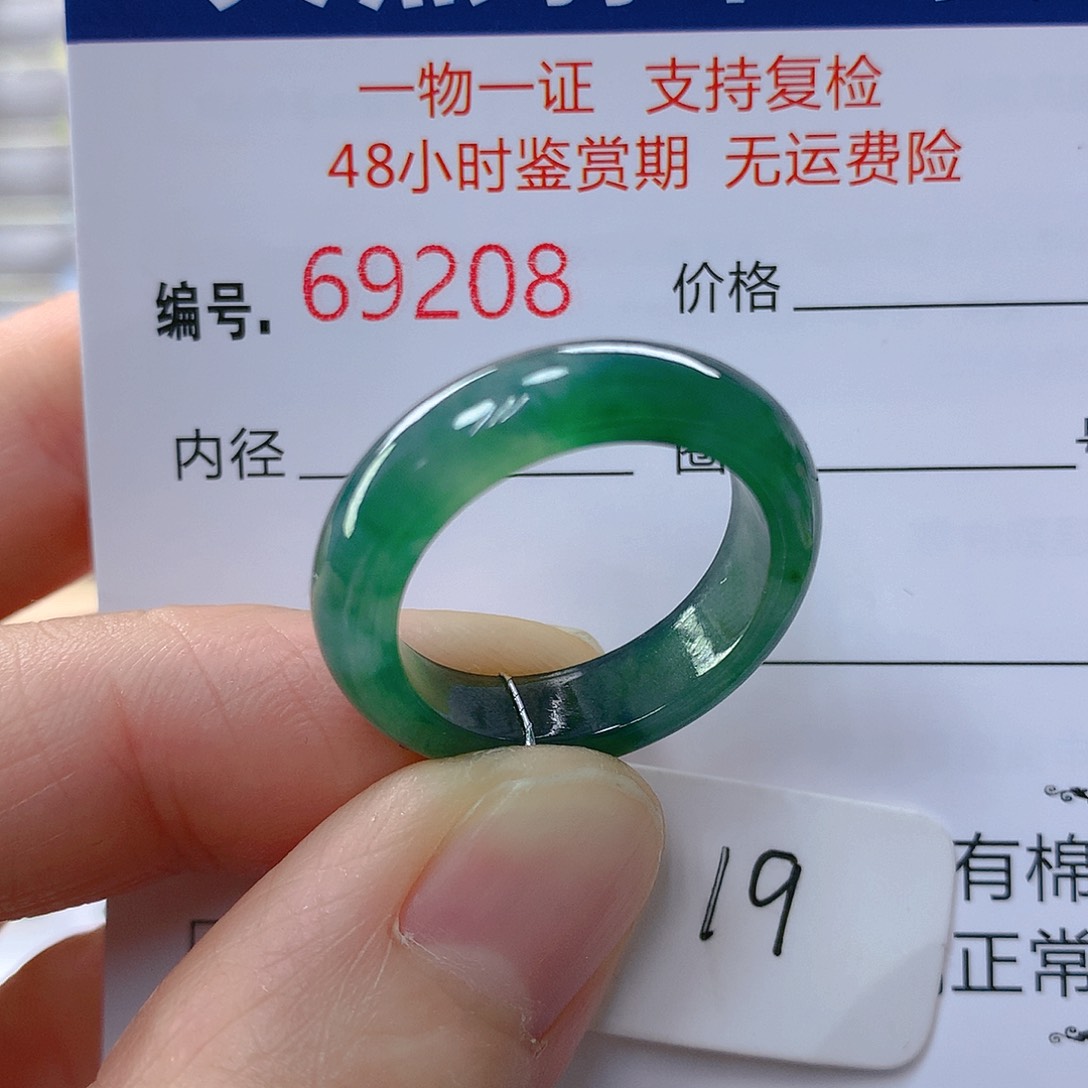 一物一证 支持复检
48小时鉴赏期 无运费险
编号. 69208 价格
内径 圈
19
有棉
正常